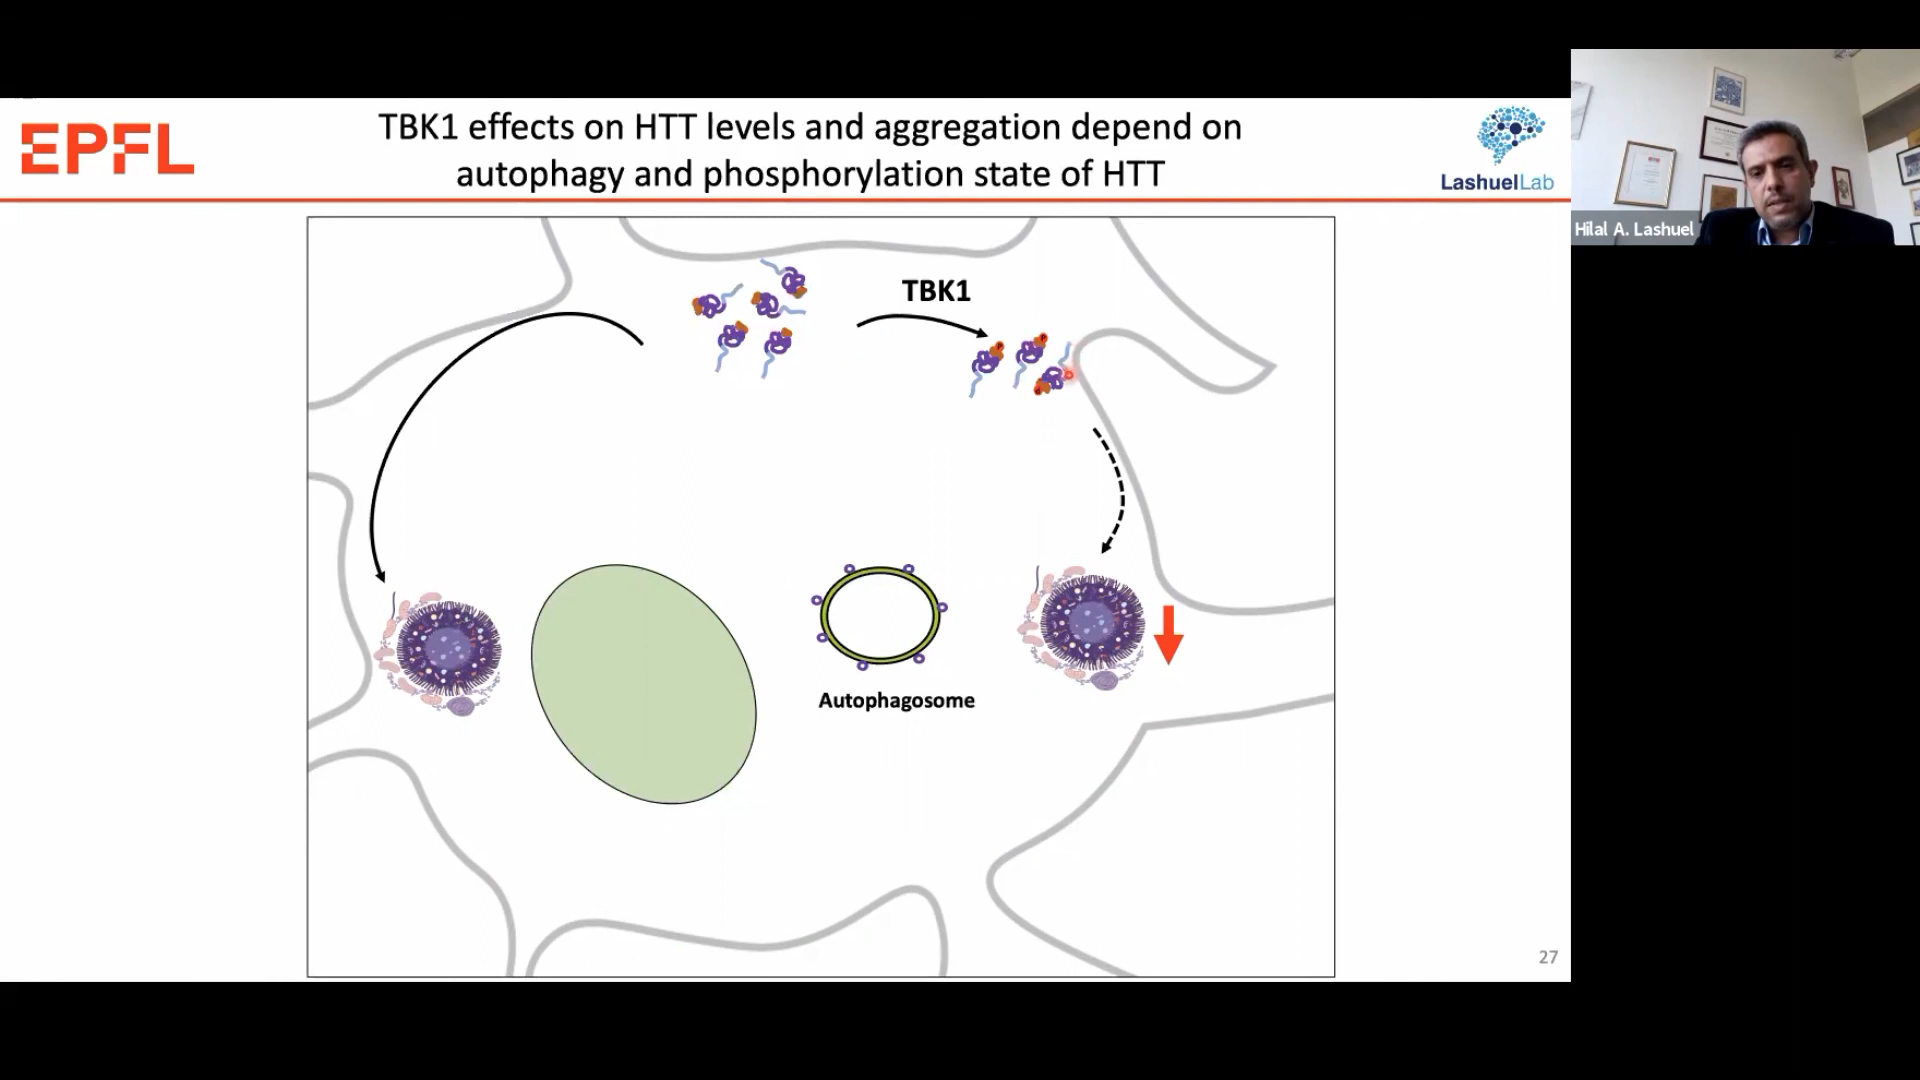 EPFL
TBK1 effects on HTT levels and aggregation depend on
autophagy and phosphorylation state of HTT
LashuelLab
Hilal A. Lashuel
TBK1
Autophagosome
27